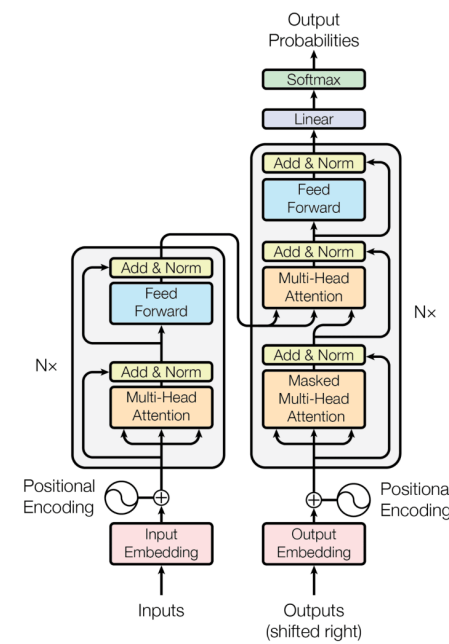 Output
Probabilities
Softmax
Linear
Add & Norm
Feed
Forward
Add & Norm
Multi-Head
Attention
Nx
Add & Norm
Masked
Multi-Head
Attention
Add & Norm
Feed
Forward
Nx
Add & Norm
Multi-Head
Attention
Positional
Encoding
Positional
Encoding
Input
Embedding
Output
Embedding
Inputs
Outputs
(shifted right)